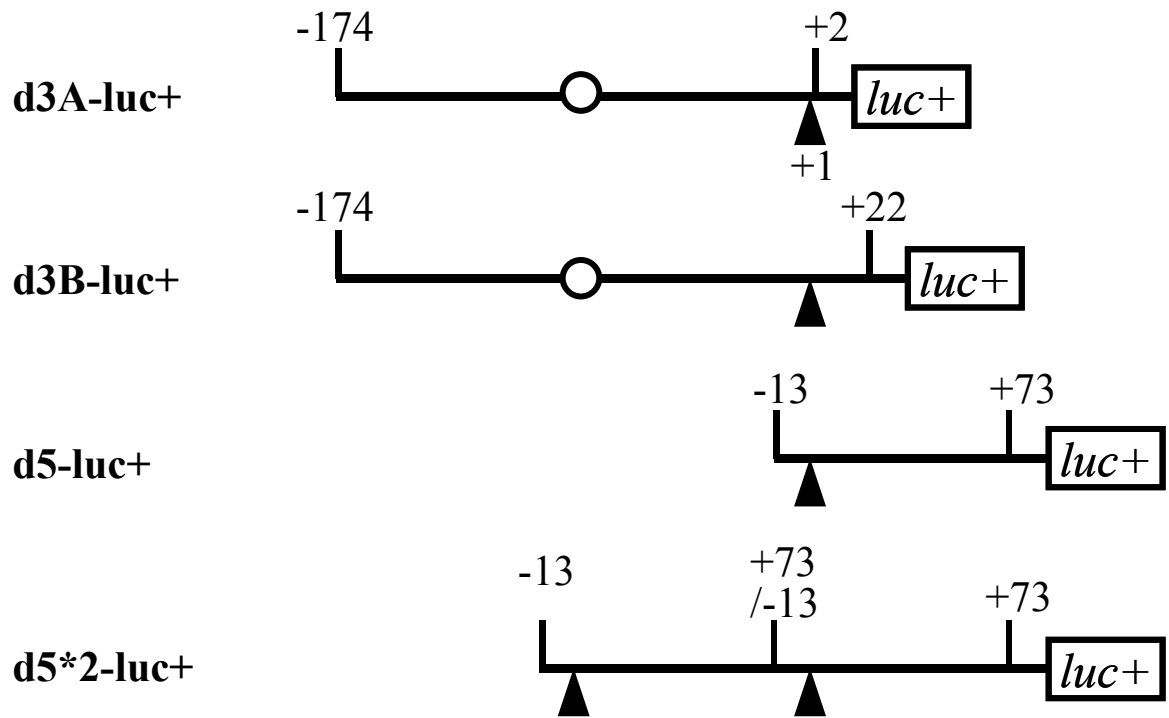 -174 +2
d3A-luc+ luc+
+1
-174 +22
d3B-luc+ luc+
-13 +73
d5-luc+ luc+
-13 +73 +73
/-13
d5*2-luc+ luc+